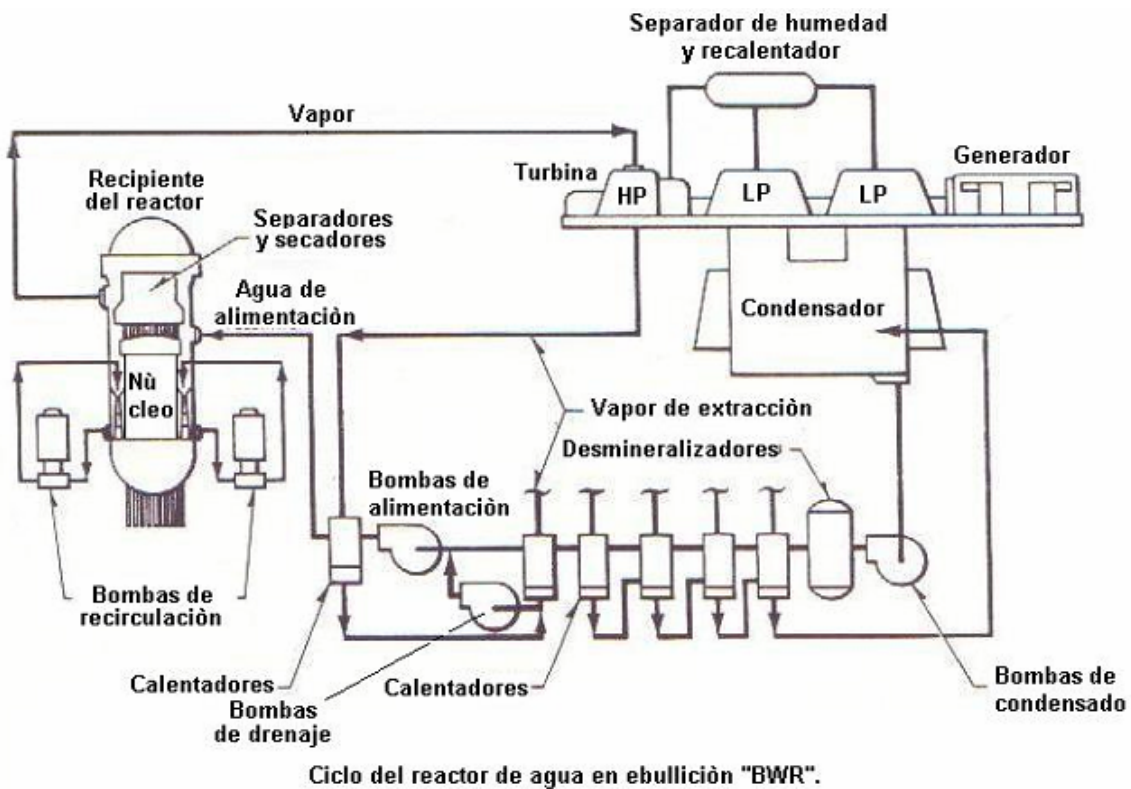 Separador de humedad
y recalentador
Vapor
Generador
Turbina
HP
LP
LP
Recipiente
del reactor
Separadores
y secadores
Agua de
alimentaciòn
Condensador
Nù
cleo
Vapor de extracciòn
Desmineralizadores
Bombas de
alimentaciòn
Bombas de
recirculaciòn
Calentadores
Bombas
de drenaje
Calentadores
Bombas de
condensado
Ciclo del reactor de agua en ebulliciòn "BWR".